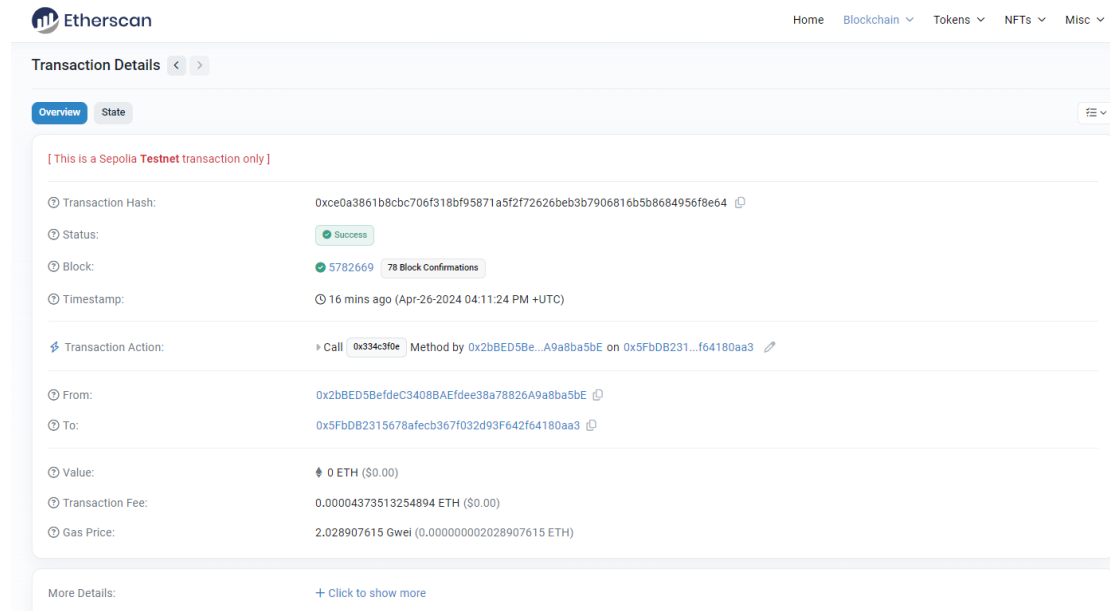 Etherscan
Home Blockchain Tokens NFTs Misc
Transaction Details
Overview State
[ This is a Sepolia Testnet transaction only ]
Transaction Hash: 0xce0a3861b8cbc706f318bf95871a5f2f72626beb3b7906816b5b8684956f8e64
Status: Success
Block: 5782669 78 Block Confirmations
Timestamp: 16 mins ago (Apr-26-2024 04:11:24 PM +UTC)
Transaction Action: Call 0x334c3f0e Method by 0x2bBED5Be...A9a8ba5bE on 0x5FbDB231...f64180aa3
From: 0x2bBED5BefdeC3408BAEfdee38a78826A9a8ba5bE
To: 0x5FbDB2315678afecb367f032d93F642f64180aa3
Value: 0 ETH ($0.00)
Transaction Fee: 0.00004373513254894 ETH ($0.00)
Gas Price: 2.028907615 Gwei (0.000000002028907615 ETH)
More Details: + Click to show more